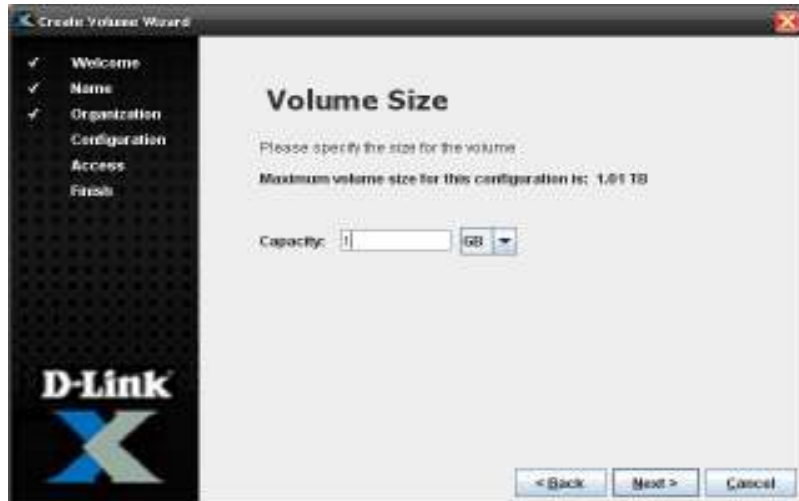 Create Volume Wizard
✓ Welcome
✓ Name
✓ Organization
Configuration
Access
Finish
Volume Size
Please specify the size for the volume
Maximum volume size for this configuration is: 1.01 TB
Capacity: 1 GB
D-Link
< Back Next > Cancel